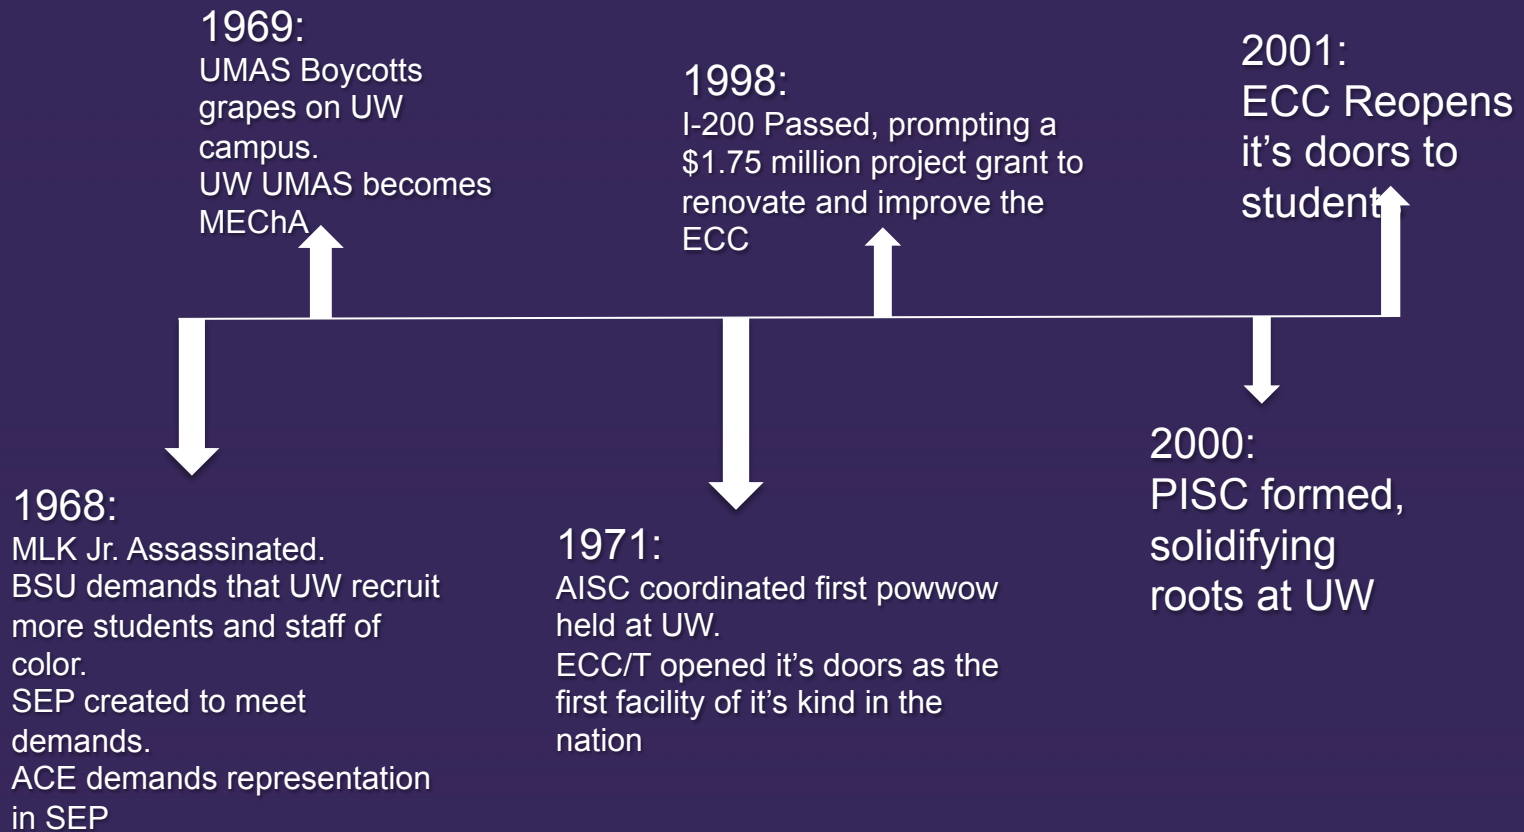 1969:
UMAS Boycotts
grapes on UW
campus.
UW UMAS becomes
MEChA
1998:
I-200 Passed, prompting a
$1.75 million project grant to
renovate and improve the
ECC
2001:
ECC Reopens
it’s doors to
students
1968:
MLK Jr. Assassinated.
BSU demands that UW recruit
more students and staff of
color.
SEP created to meet
demands.
ACE demands representation
in SEP
1971:
AISC coordinated first powwow
held at UW.
ECC/T opened it’s doors as the
first facility of it’s kind in the
nation
2000:
PISC formed,
solidifying
roots at UW